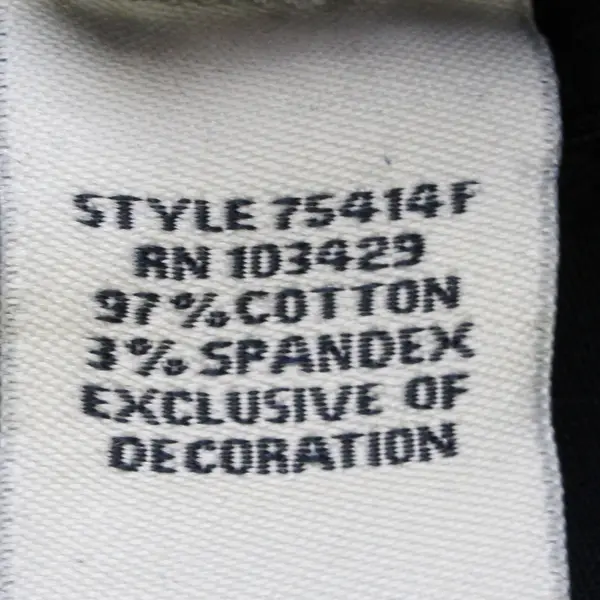 STYLE 75414F
RN 103429
97% COTTON
3% SPANDEX
EXCLUSIVE OF
DECORATION